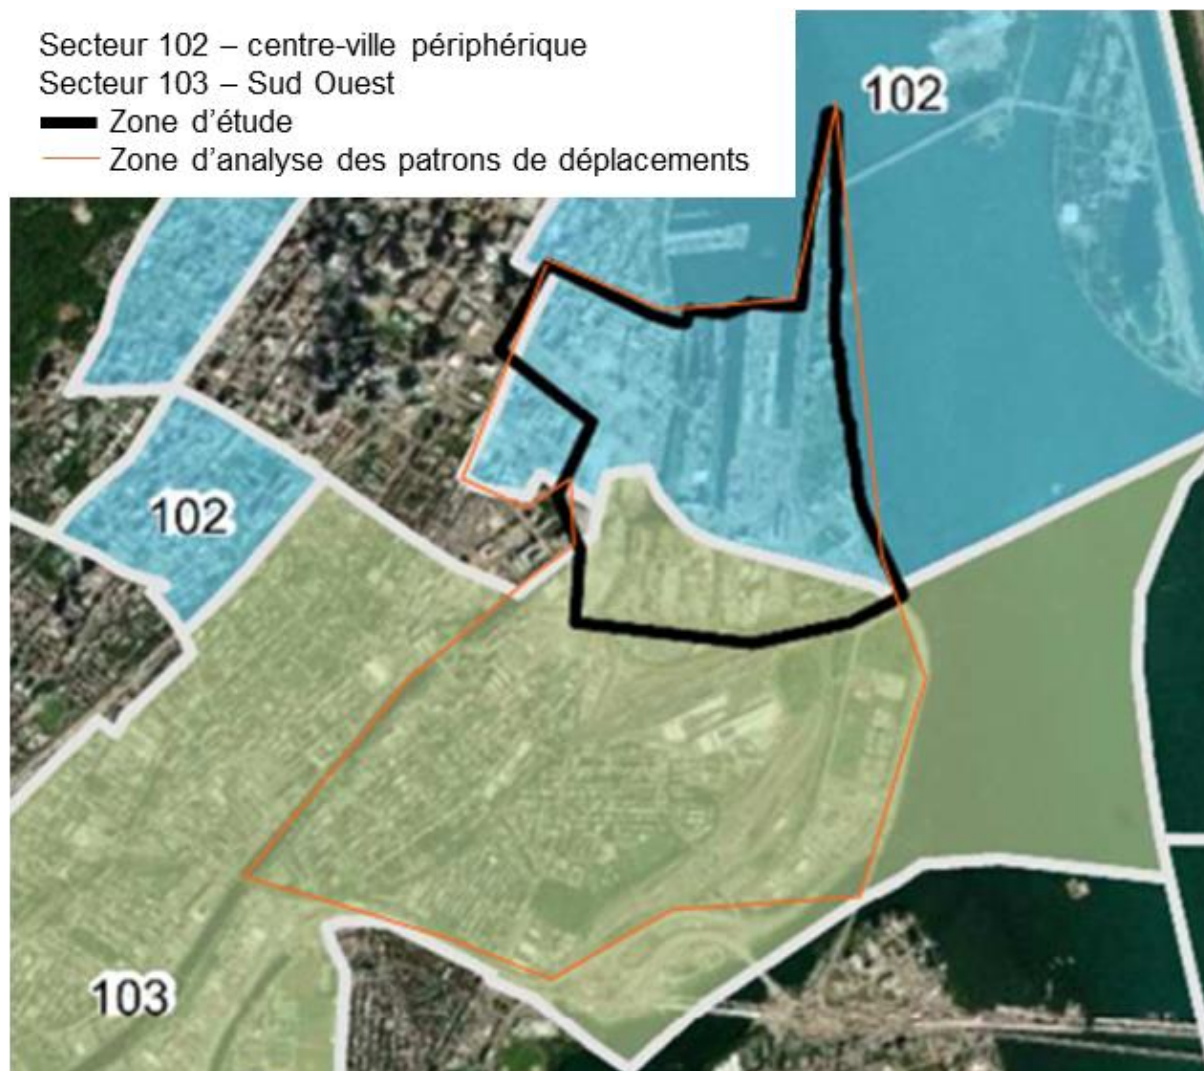 Secteur 102 – centre-ville périphérique
Secteur 103 – Sud Ouest
Zone d'étude
Zone d'analyse des patrons de déplacements
102
102
103